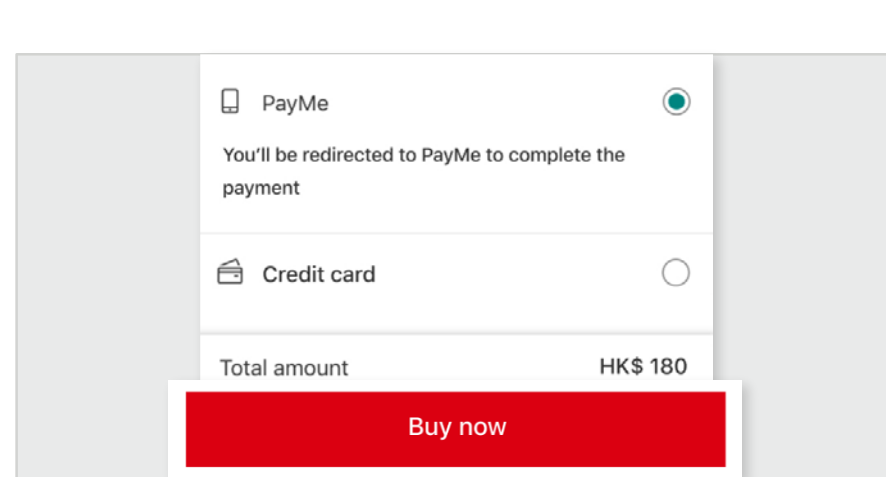 PayMe
You'll be redirected to PayMe to complete the
payment
Credit card
Total amount HK$ 180
Buy now